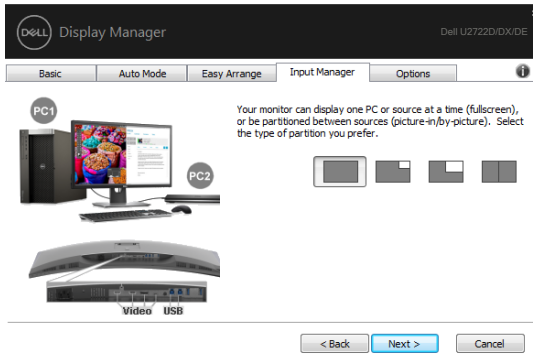 DELL Display Manager
Dell U2722D/DX/DE
Basic Auto Mode Easy Arrange Input Manager Options
PC1
Your monitor can display one PC or source at a time (fullscreen),
or be partitioned between sources (picture-in/by-picture). Select
the type of partition you prefer.
PC2
Video USB
< Back Next > Cancel